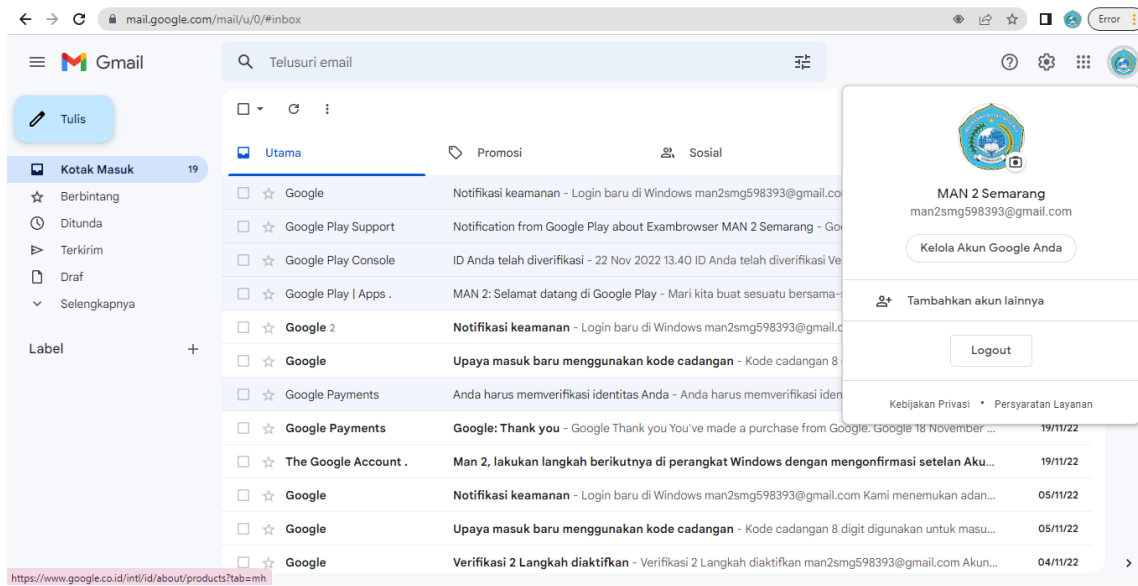 mail.google.com/mail/u/0/#inbox
Error
Gmail
Telusuri email
Tulis
Kotak Masuk 19
Berbintang
Ditunda
Terkirim
Draf
Selengkapnya
Label
Utama Promosi Sosial
Google Notifikasi keamanan - Login baru di Windows man2smg598393@gmail.co
Google Play Support Notification from Google Play about Exambrowser MAN 2 Semarang - Go
Google Play Console ID Anda telah diverifikasi - 22 Nov 2022 13.40 ID Anda telah diverifikasi Ve
Google Play | Apps . MAN 2: Selamat datang di Google Play - Mari kita buat sesuatu bersama-
Google 2 Notifikasi keamanan - Login baru di Windows man2smg598393@gmail.c
Google Upaya masuk baru menggunakan kode cadangan - Kode cadangan 8
Google Payments Anda harus memverifikasi identitas Anda - Anda harus memverifikasi iden
Google Payments Google: Thank you - Google Thank you You've made a purchase from Google. Google 18 November ... 19/11/22
The Google Account . Man 2, lakukan langkah berikutnya di perangkat Windows dengan mengonfirmasi setelan Aku... 19/11/22
Google Notifikasi keamanan - Login baru di Windows man2smg598393@gmail.com Kami menemukan adan... 05/11/22
Google Upaya masuk baru menggunakan kode cadangan - Kode cadangan 8 digit digunakan untuk masu... 05/11/22
Google Verifikasi 2 Langkah diaktifkan - Verifikasi 2 Langkah diaktifkan man2smg598393@gmail.com Akun... 04/11/22
MAN 2 Semarang
man2smg598393@gmail.com
Kelola Akun Google Anda
Tambahkan akun lainnya
Logout
Kebijakan Privasi • Persyaratan Layanan
https://www.google.co.id/intl/id/about/products?tab=mh